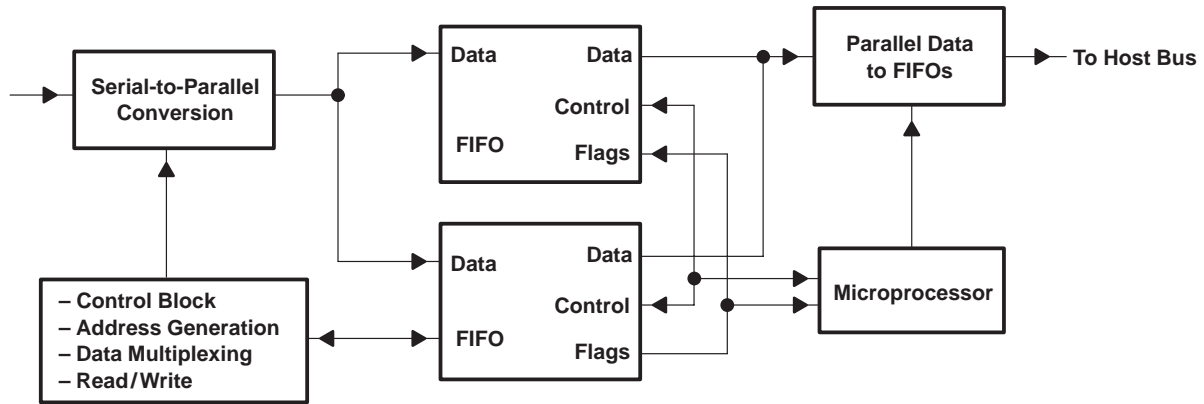 Serial-to-Parallel
Conversion
Data
Data
Control
FIFO
Flags
Parallel Data
to FIFOs
To Host Bus
– Control Block
– Address Generation
– Data Multiplexing
– Read/Write
Data
Data
Control
FIFO
Flags
Microprocessor